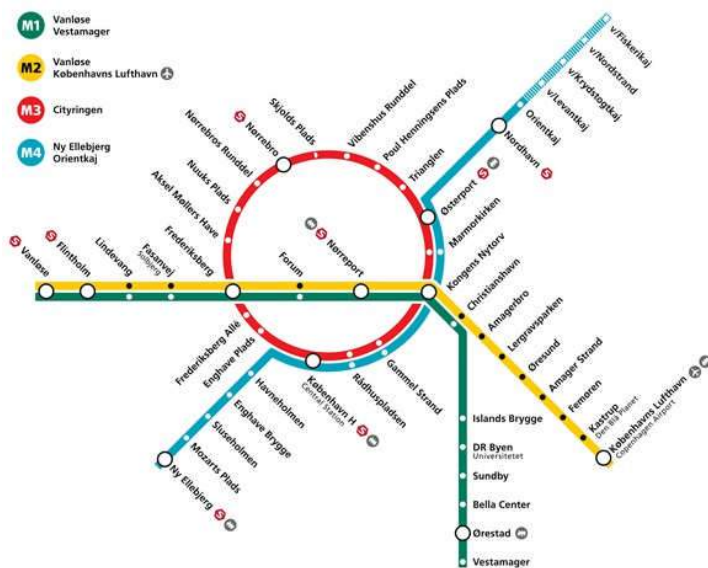 M1 Vanløse
Vestamager
M2 Vanløse
Københavns Lufthavn
M3 Cityringen
M4 Ny Ellebjerg
Orientkaj
v/Fiskerikaj
v/Nordstrand
v/Krydstogtkaj
v/Levantkaj
Orientkaj
Nordhavn S
Østerport S
Skjolds Plads
Vibenshus Runddel
Poul Henningsens Plads
Trianglen
S Nørrebro
Nørrebros Runddel
Nuuks Plads
Aksel Møllers Have
Frederiksberg
Marmorkirken
S Vanløse
S Flintholm
Lindevang
Fasanvej
Solbjerg
Forum
S Nørreport
Kongens Nytorv
Christianshavn
Amagerbro
Lergravsparken
Øresund
Amager Strand
Femøren
Kastrup
Den Blå Planet
Københavns Lufthavn
Copenhagen Airport
Frederiksberg Allé
Enghave Plads
København H S
Central Station
Rådhuspladsen
Gammel Strand
Havneholmen
Enghave Brygge
Sluseholmen
Mozarts Plads
Ny Ellebjerg S
Islands Brygge
DR Byen
Universitetet
Sundby
Bella Center
Ørestad
Vestamager